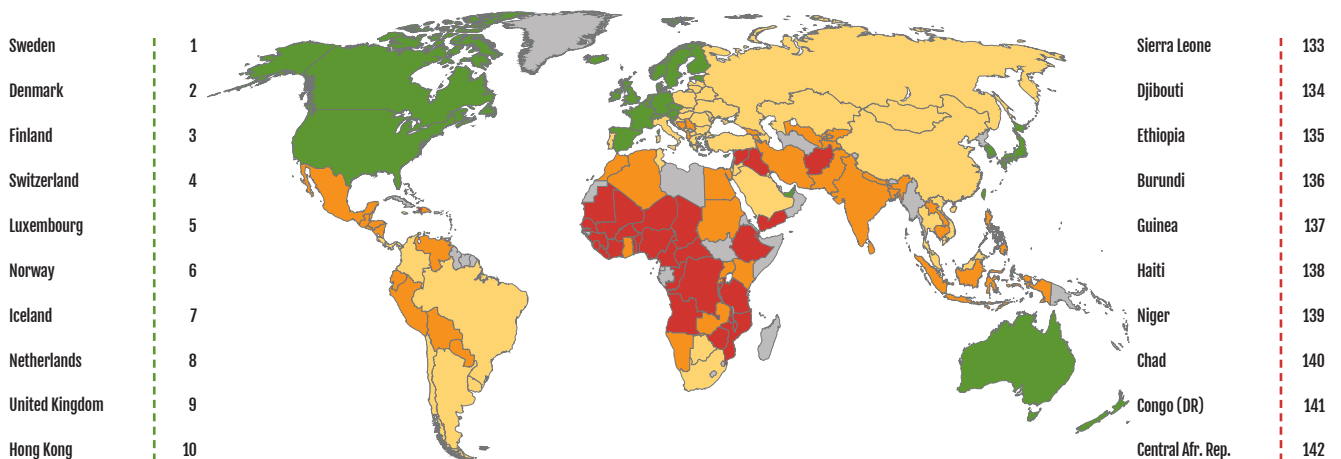 Sweden 1
Denmark 2
Finland 3
Switzerland 4
Luxembourg 5
Norway 6
Iceland 7
Netherlands 8
United Kingdom 9
Hong Kong 10
Sierra Leone 133
Djibouti 134
Ethiopia 135
Burundi 136
Guinea 137
Haiti 138
Niger 139
Chad 140
Congo (DR) 141
Central Afr. Rep. 142